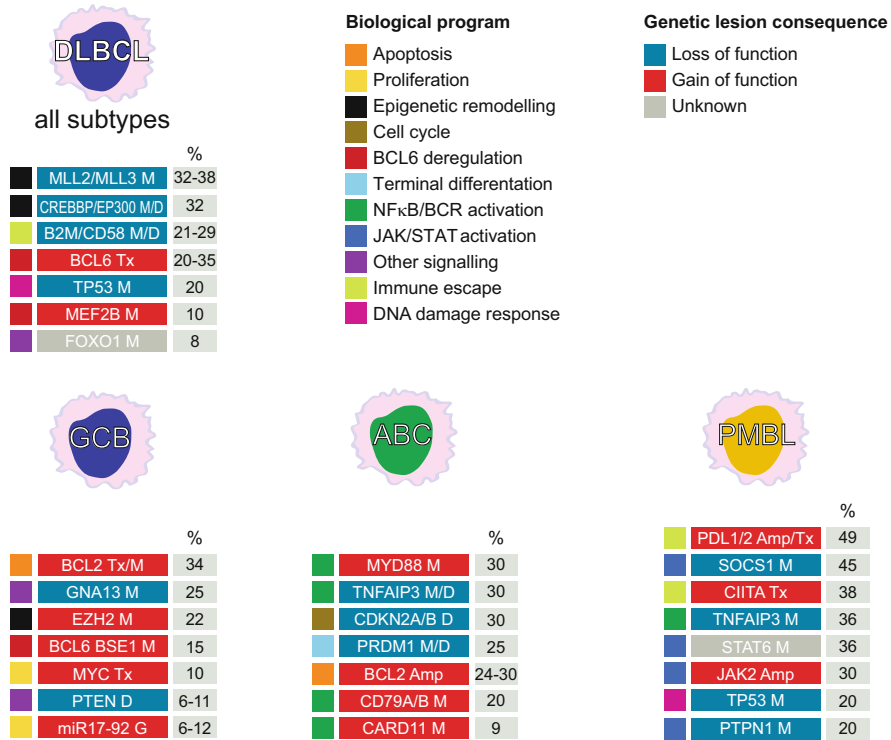 DLBCL
all subtypes
%
MLL2/MLL3 M 32-38
CREBBP/EP300 M/D 32
B2M/CD58 M/D 21-29
BCL6 Tx 20-35
TP53 M 20
MEF2B M 10
FOXO1 M 8
Biological program
Apoptosis
Proliferation
Epigenetic remodelling
Cell cycle
BCL6 deregulation
Terminal differentation
NFκB/BCR activation
JAK/STAT activation
Other signalling
Immune escape
DNA damage response
Genetic lesion consequence
Loss of function
Gain of function
Unknown
GCB
%
BCL2 Tx/M 34
GNA13 M 25
EZH2 M 22
BCL6 BSE1 M 15
MYC Tx 10
PTEN D 6-11
miR17-92 G 6-12
ABC
%
MYD88 M 30
TNFAIP3 M/D 30
CDKN2A/B D 30
PRDM1 M/D 25
BCL2 Amp 24-30
CD79A/B M 20
CARD11 M 9
PMBL
%
PDL1/2 Amp/Tx 49
SOCS1 M 45
CIITA Tx 38
TNFAIP3 M 36
STAT6 M 36
JAK2 Amp 30
TP53 M 20
PTPN1 M 20